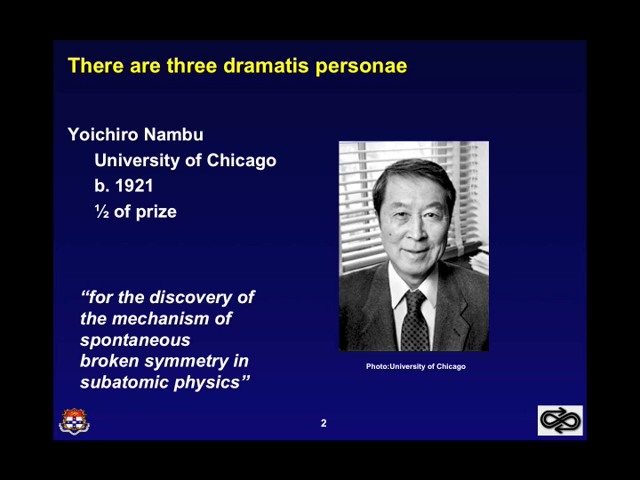 There are three dramatis personae
Yoichiro Nambu
University of Chicago
b. 1921
½ of prize
“for the discovery of
the mechanism of
spontaneous
broken symmetry in
subatomic physics”
Photo:University of Chicago
2